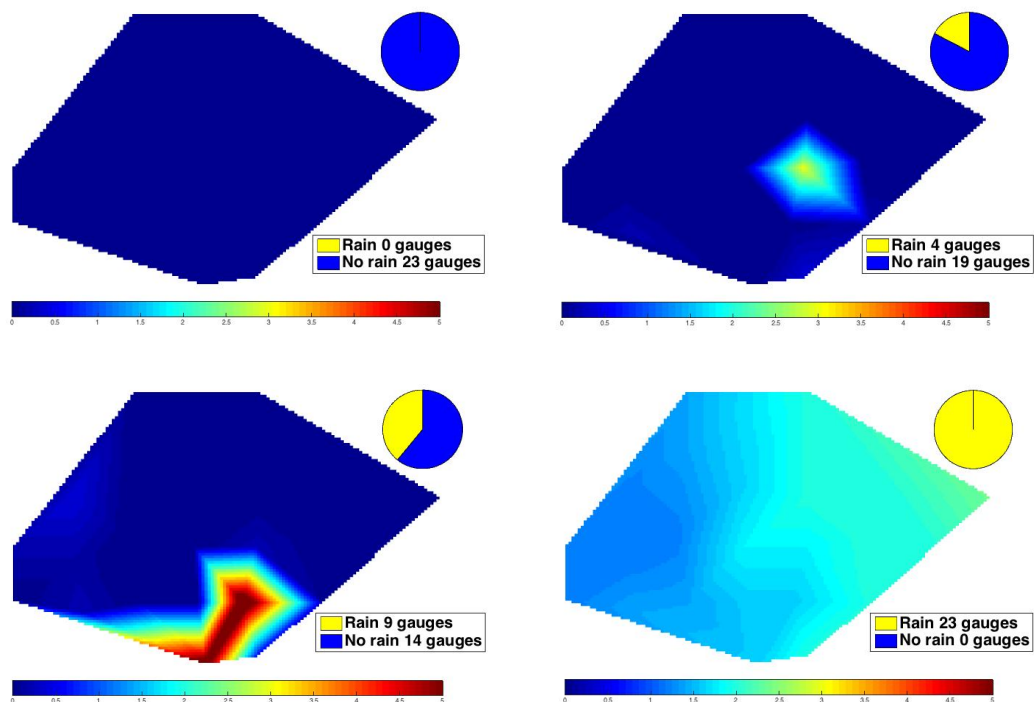 Rain 0 gauges
No rain 23 gauges
0 0.5 1 1.5 2 2.5 3 3.5 4 4.5 5
Rain 4 gauges
No rain 19 gauges
0 0.5 1 1.5 2 2.5 3 3.5 4 4.5 5
Rain 9 gauges
No rain 14 gauges
0 0.5 1 1.5 2 2.5 3 3.5 4 4.5 5
Rain 23 gauges
No rain 0 gauges
0 0.5 1 1.5 2 2.5 3 3.5 4 4.5 5